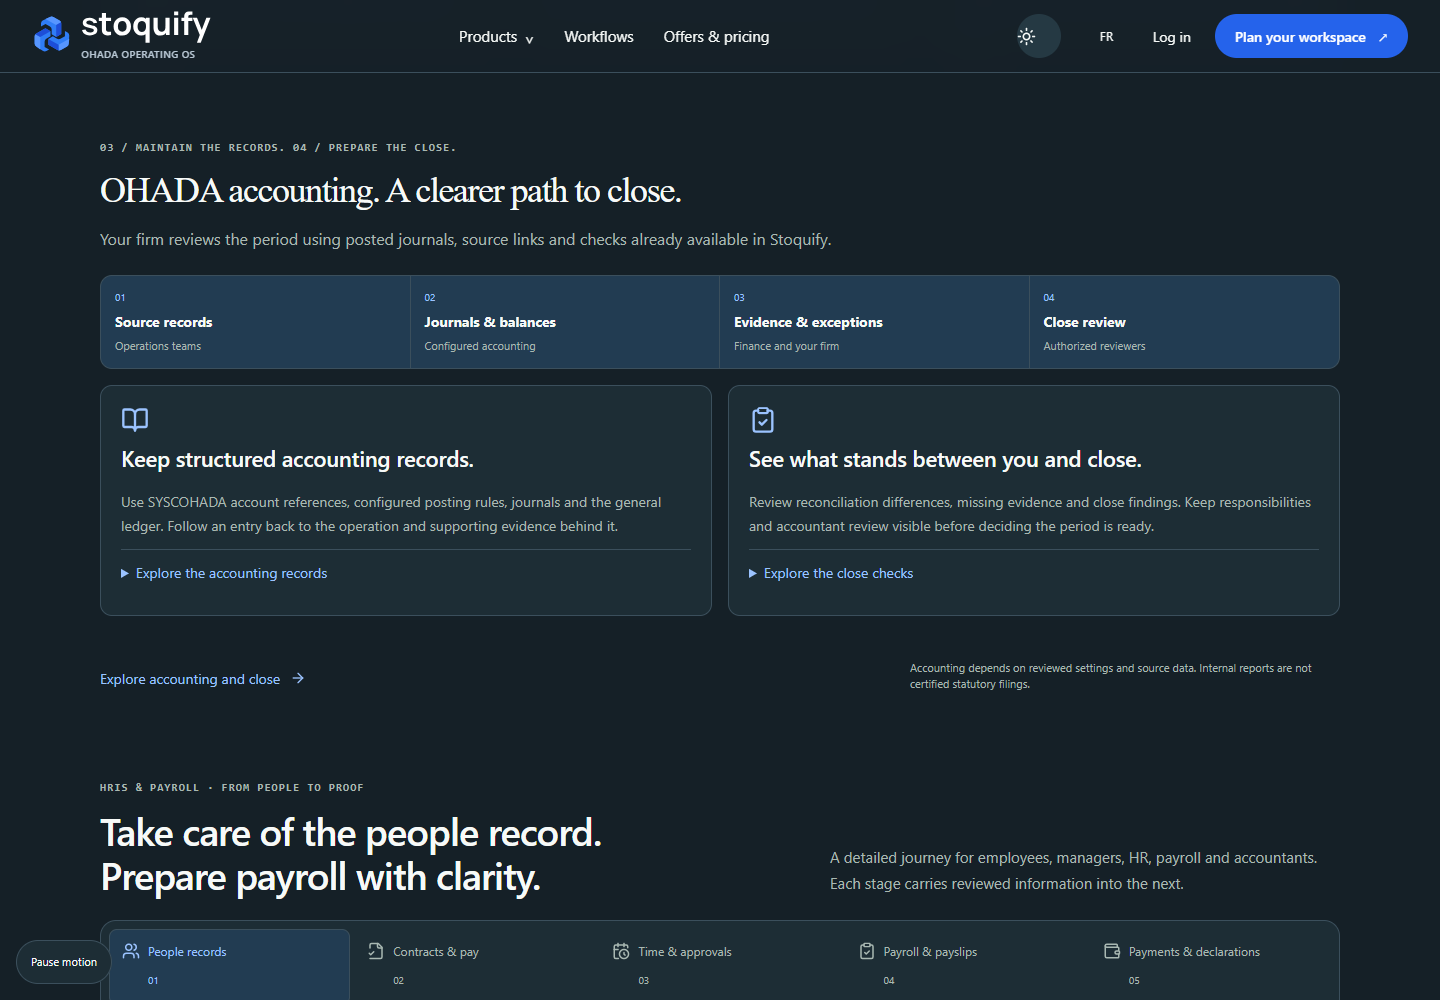 stoquify
OHADA OPERATING OS
Products
Workflows
Offers & pricing
FR
Log in
Plan your workspace ↗
03 / MAINTAIN THE RECORDS. 04 / PREPARE THE CLOSE.
OHADA accounting. A clearer path to close.
Your firm reviews the period using posted journals, source links and checks already available in Stoquify.
01
Source records
Operations teams
02
Journals & balances
Configured accounting
03
Evidence & exceptions
Finance and your firm
04
Close review
Authorized reviewers
Keep structured accounting records.
Use SYSCOHADA account references, configured posting rules, journals and the general
ledger. Follow an entry back to the operation and supporting evidence behind it.
Explore the accounting records
See what stands between you and close.
Review reconciliation differences, missing evidence and close findings. Keep responsibilities
and accountant review visible before deciding the period is ready.
Explore the close checks
Explore accounting and close →
Accounting depends on reviewed settings and source data. Internal reports are not
certified statutory filings.
HRIS & PAYROLL · FROM PEOPLE TO PROOF
Take care of the people record.
Prepare payroll with clarity.
A detailed journey for employees, managers, HR, payroll and accountants.
Each stage carries reviewed information into the next.
People records
01
Contracts & pay
02
Time & approvals
03
Payroll & payslips
04
Payments & declarations
05
Pause motion